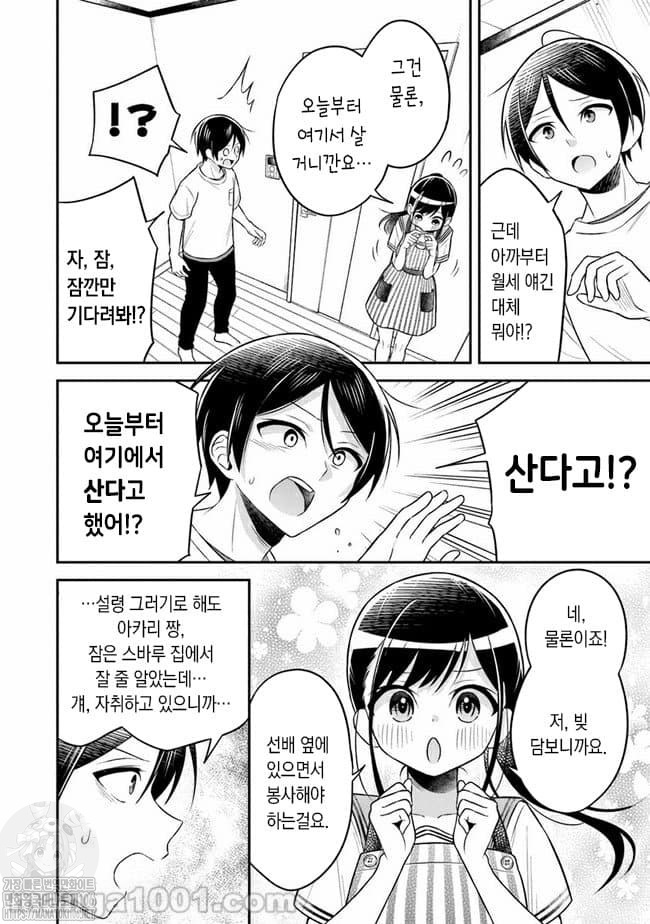 근데
아까부터
월세 얘긴
대체
뭐야!?
그건
물론,
오늘부터
여기서 살
거니깐요…
!?
자, 잠,
잠깐만
기다려봐!?
산다고!?
오늘부터
여기에서
산다고
했어!?
네,
물론이죠!
저, 빚
담보니까요.
선배 옆에
있으면서
봉사해야
하는걸요.
…설령 그러기로 해도
아카리 짱,
잠은 스바루 집에서
잘 줄 알았는데…
걔, 자취하고 있으니까…